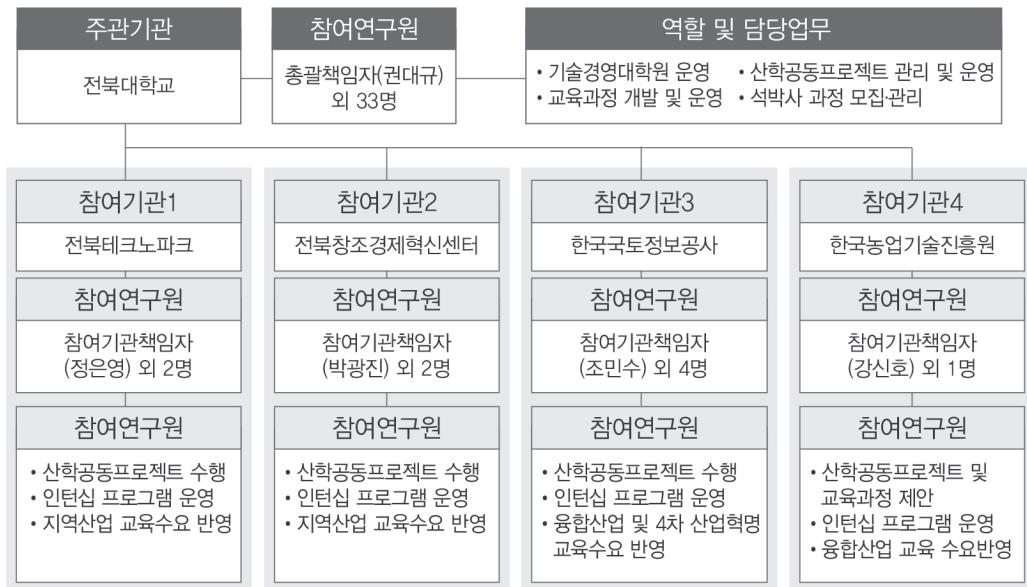 주관기관
전북대학교
참여연구원
총괄책임자(권대규)
외 33명
역할 및 담당업무
• 기술경영대학원 운영
• 산학공동프로젝트 관리 및 운영
• 교육과정 개발 및 운영
• 석박사 과정 모집·관리
참여기관1
전북테크노파크
참여연구원
참여기관책임자
(정은영) 외 2명
참여연구원
• 산학공동프로젝트 수행
• 인턴십 프로그램 운영
• 지역산업 교육수요 반영
참여기관2
전북창조경제혁신센터
참여연구원
참여기관책임자
(박광진) 외 2명
참여연구원
• 산학공동프로젝트 수행
• 인턴십 프로그램 운영
• 지역산업 교육수요 반영
참여기관3
한국국토정보공사
참여연구원
참여기관책임자
(조민수) 외 4명
참여연구원
• 산학공동프로젝트 수행
• 인턴십 프로그램 운영
• 융합산업 및 4차 산업혁명
교육수요 반영
참여기관4
한국농업기술진흥원
참여연구원
참여기관책임자
(강신호) 외 1명
참여연구원
• 산학공동프로젝트 및
교육과정 제안
• 인턴십 프로그램 운영
• 융합산업 교육 수요반영